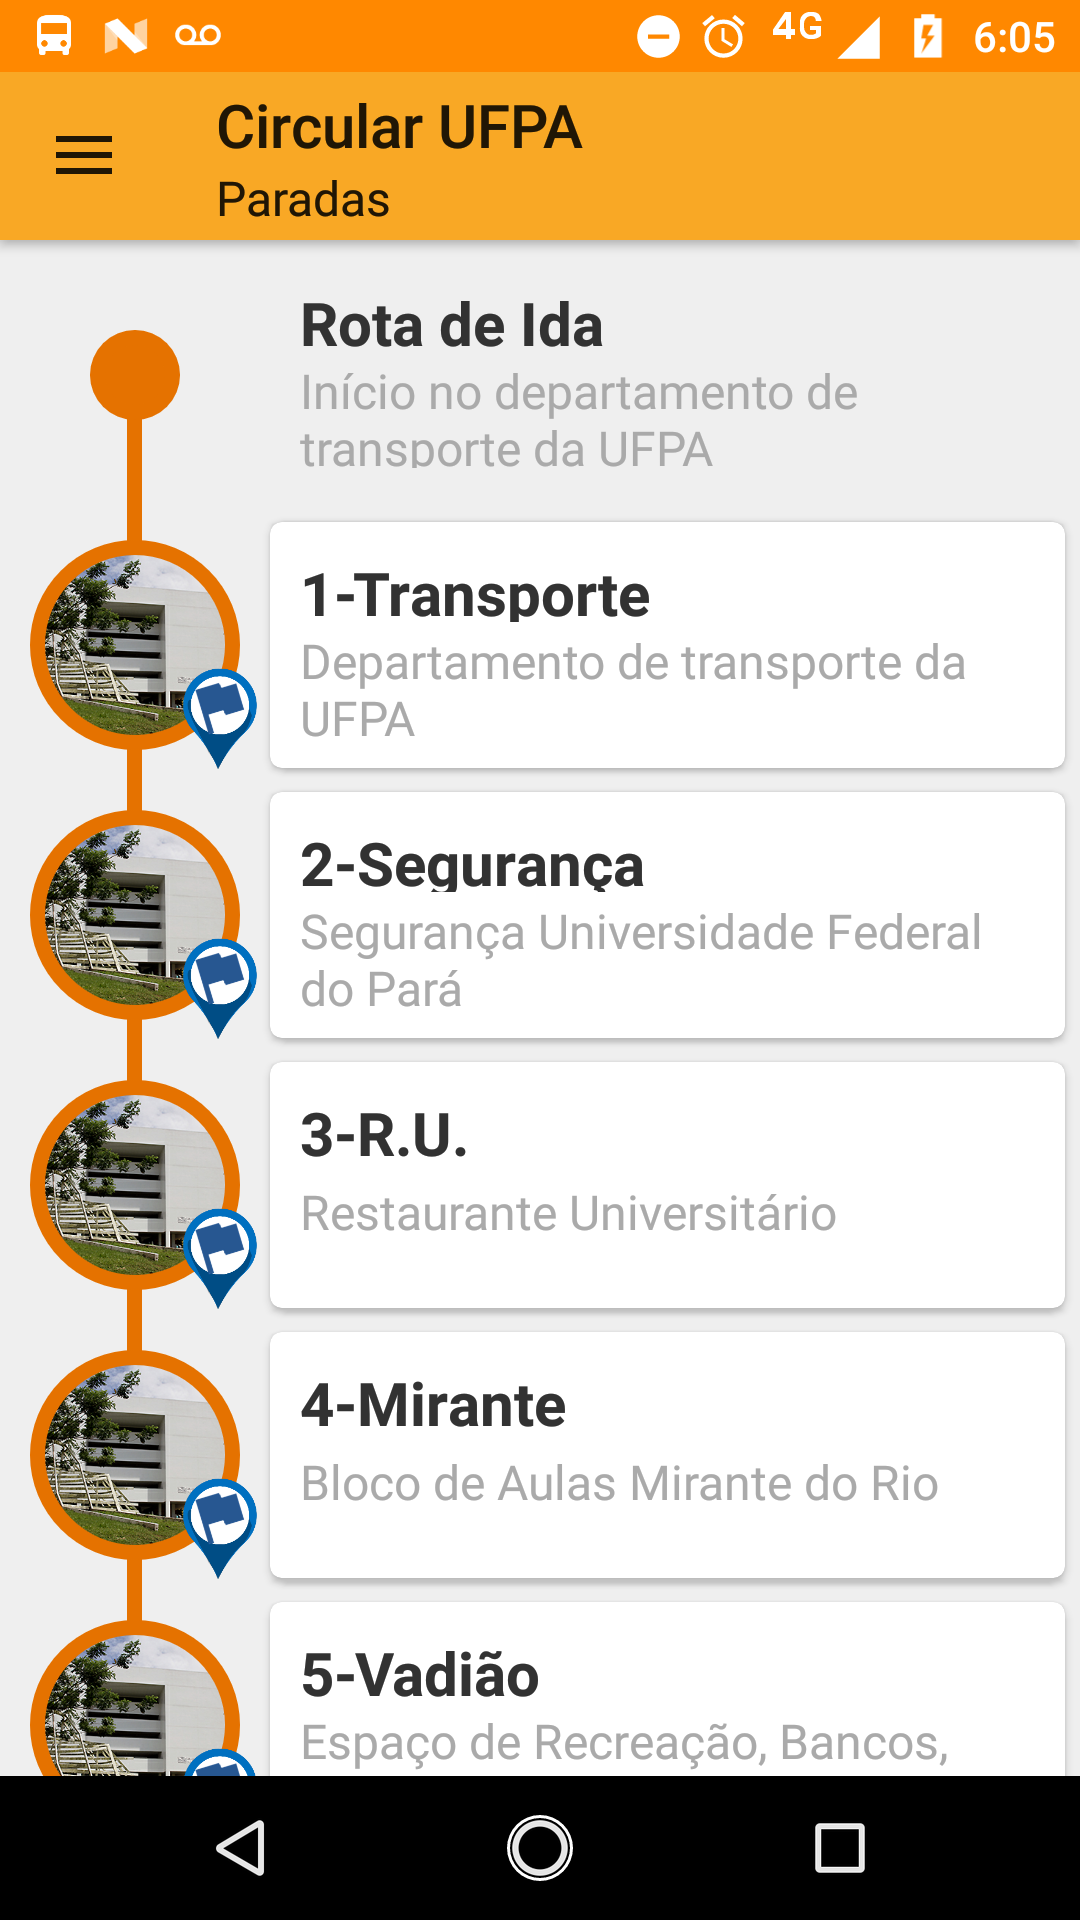 4G 6:05
Circular UFPA
Paradas
Rota de Ida
Início no departamento de
transporte da UFPA
1-Transporte
Departamento de transporte da
UFPA
2-Segurança
Segurança Universidade Federal
do Pará
3-R.U.
Restaurante Universitário
4-Mirante
Bloco de Aulas Mirante do Rio
5-Vadião
Espaço de Recreação, Bancos,